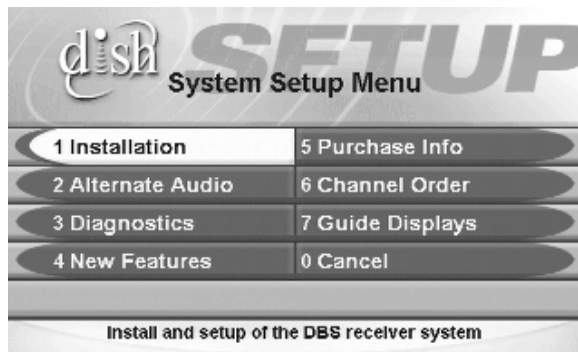 dish SETUP
System Setup Menu
1 Installation
5 Purchase Info
2 Alternate Audio
6 Channel Order
3 Diagnostics
7 Guide Displays
4 New Features
0 Cancel
Install and setup of the DBS receiver system